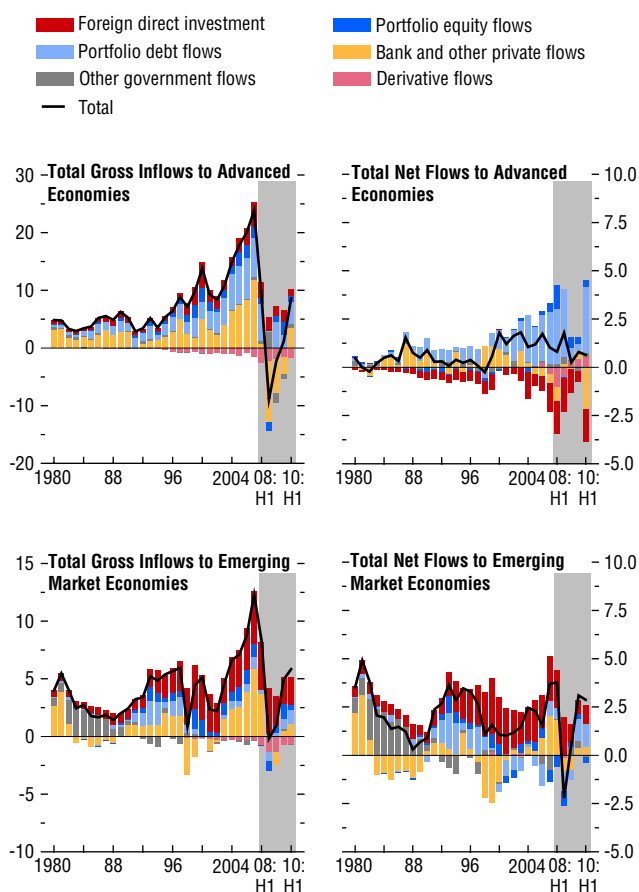 Foreign direct investment
Portfolio equity flows
Portfolio debt flows
Bank and other private flows
Other government flows
Derivative flows
Total
Total Gross Inflows to Advanced
Economies
30
20
10
0
-10
-20
1980 88 96 2004 08: 10:
H1 H1
Total Net Flows to Advanced
Economies
10.0
7.5
5.0
2.5
0.0
-2.5
-5.0
1980 88 96 2004 08: 10:
H1 H1
Total Gross Inflows to Emerging
Market Economies
15
10
5
0
-5
-10
1980 88 96 2004 08: 10:
H1 H1
Total Net Flows to Emerging
Market Economies
10.0
7.5
5.0
2.5
0.0
-2.5
-5.0
1980 88 96 2004 08: 10:
H1 H1